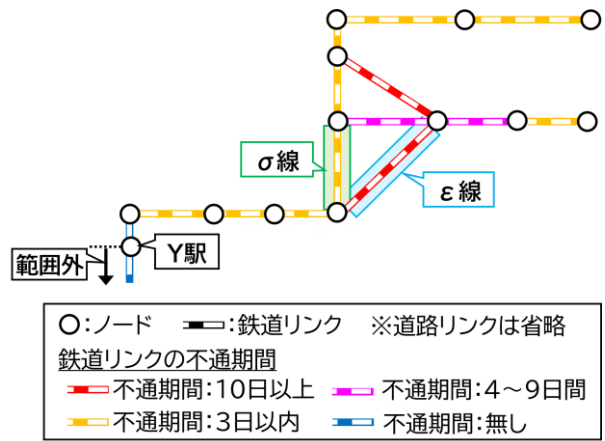 σ線
ε線
Y駅
範囲外
○:ノード　:鉄道リンク　※道路リンクは省略
鉄道リンクの不通期間
不通期間:10日以上　不通期間:4～9日間
不通期間:3日以内　不通期間:無し